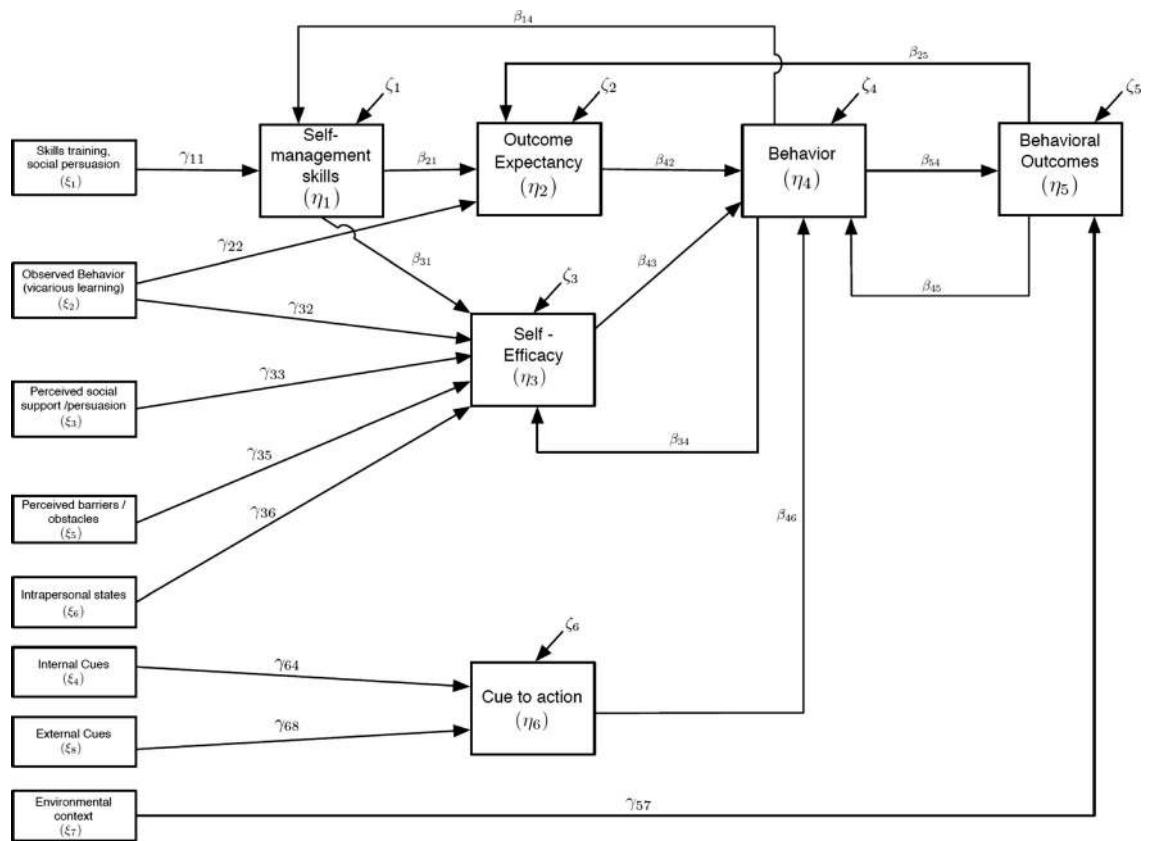 β14
β25
ζ1
ζ2
ζ4
ζ5
Skills training,
social persuasion
(ξ1)
γ11
Self-
management
skills
(η1)
β21
Outcome
Expectancy
(η2)
β42
Behavior
(η4)
β54
Behavioral
Outcomes
(η5)
γ22
β31
β43
β45
Observed Behavior
(vicarious learning)
(ξ2)
γ32
ζ3
Self -
Efficacy
(η3)
γ33
Perceived social
support /persuasion
(ξ3)
β34
γ35
Perceived barriers /
obstacles
(ξ5)
γ36
β46
Intrapersonal states
(ξ6)
ζ6
Internal Cues
(ξ4)
γ64
Cue to action
(η6)
External Cues
(ξ8)
γ68
Environmental
context
(ξ7)
γ57